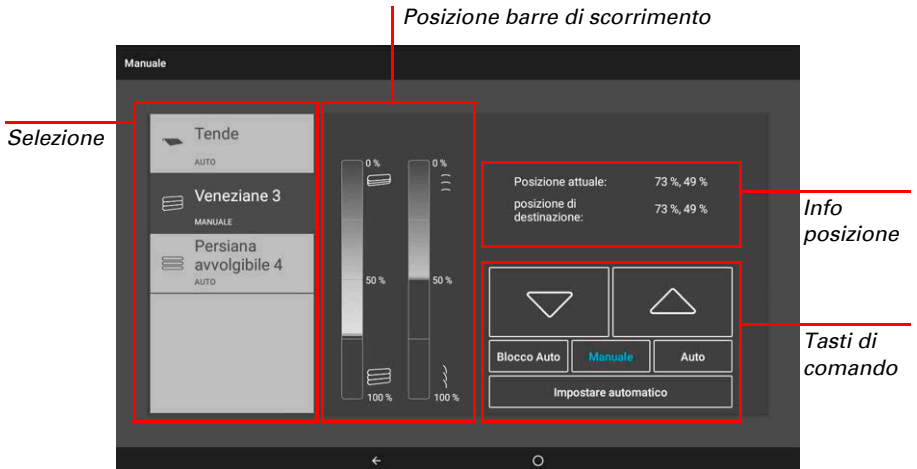 Posizione barre di scorrimento
Manuale
Selezione
Tende
AUTO
Veneziane 3
MANUALE
Persiana
avvolgibile 4
AUTO
0 %
50 %
100 %
0 %
50 %
100 %
Posizione attuale: 73 %, 49 %
posizione di
destinazione: 73 %, 49 %
Info
posizione
Blocco Auto Manuale Auto
Impostare automatico
Tasti di
comando